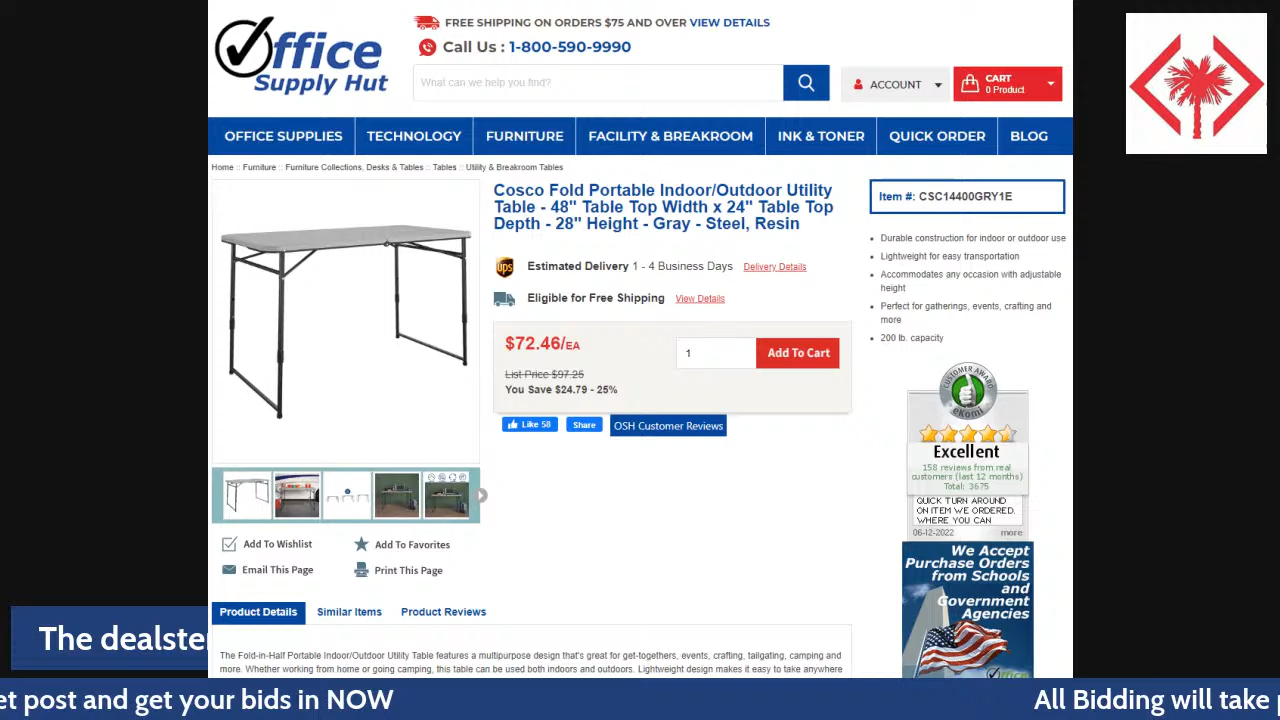 Office
Supply Hut
FREE SHIPPING ON ORDERS $75 AND OVER VIEW DETAILS
Call Us : 1-800-590-9990
What can we help you find?
ACCOUNT
CART
0 Product
OFFICE SUPPLIES
TECHNOLOGY
FURNITURE
FACILITY & BREAKROOM
INK & TONER
QUICK ORDER
BLOG
Home :: Furniture :: Furniture Collections, Desks & Tables :: Tables :: Utility & Breakroom Tables
Cosco Fold Portable Indoor/Outdoor Utility
Table - 48" Table Top Width x 24" Table Top
Depth - 28" Height - Gray - Steel, Resin
ups
Estimated Delivery 1 - 4 Business Days Delivery Details
Eligible for Free Shipping View Details
$72.46/EA
1
Add To Cart
List Price $97.25
You Save $24.79 - 25%
Like 58
Share
OSH Customer Reviews
Item #: CSC14400GRY1E
Durable construction for indoor or outdoor use
Lightweight for easy transportation
Accommodates any occasion with adjustable
height
Perfect for gatherings, events, crafting and
more
200 lb. capacity
CUSTOMER AWARD
eKomi
Excellent
158 reviews from real
customers (last 12 months)
Total: 3675
QUICK TURN AROUND
ON ITEM WE ORDERED.
WHERE YOU CAN
06-12-2022
more
We Accept
Purchase Orders
from Schools
and
Government
Agencies
Add To Wishlist
Add To Favorites
Email This Page
Print This Page
Product Details
Similar Items
Product Reviews
The Fold-in-Half Portable Indoor/Outdoor Utility Table features a multipurpose design that's great for get-togethers, events, crafting, tailgating, camping and
more. Whether working from home or going camping, this table can be used both indoors and outdoors. Lightweight design makes it easy to take anywhere
The dealste
et post and get your bids in NOW
All Bidding will take